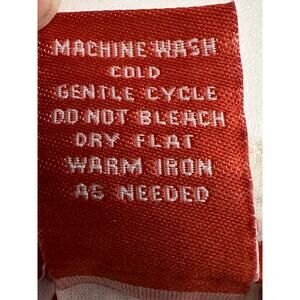 MACHINE WASH
COLD
GENTLE CYCLE
DO NOT BLEACH
DRY FLAT
WARM IRON
AS NEEDED